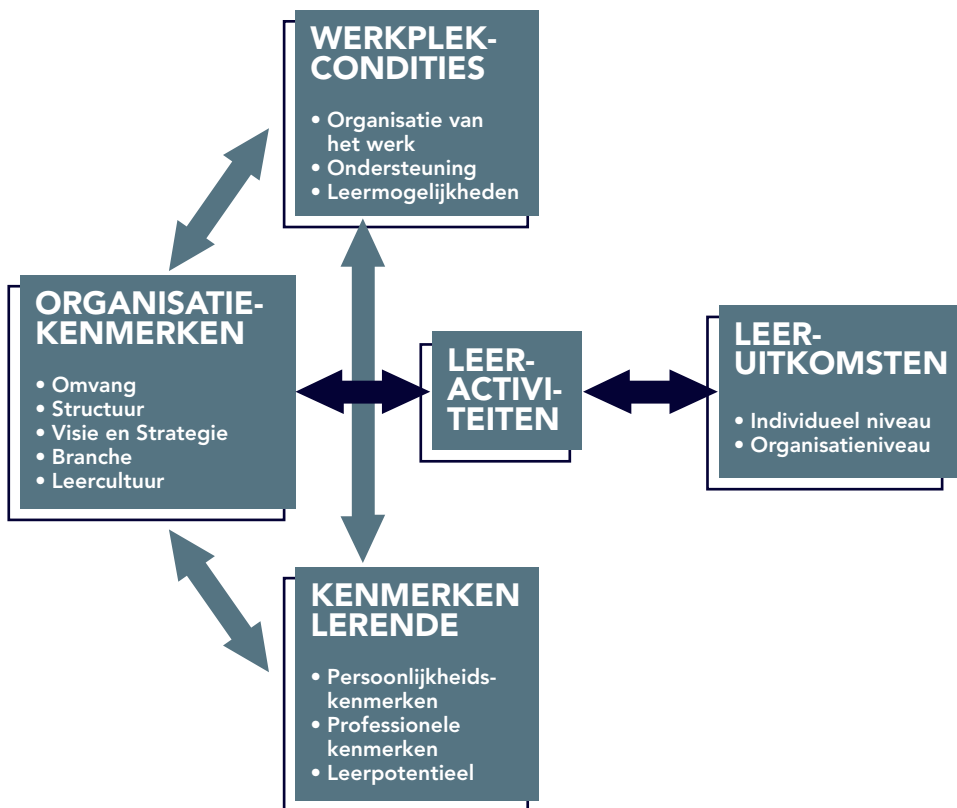 WERKPLEK-
CONDITIES
• Organisatie van
het werk
• Ondersteuning
• Leermogelijkheden
ORGANISATIE-
KENMERKEN
• Omvang
• Structuur
• Visie en Strategie
• Branche
• Leercultuur
LEER-
ACTIVI-
TEITEN
LEER-
UITKOMSTEN
• Individueel niveau
• Organisatieniveau
KENMERKEN
LERENDE
• Persoonlijkheids-
kenmerken
• Professionele
kenmerken
• Leerpotentieel